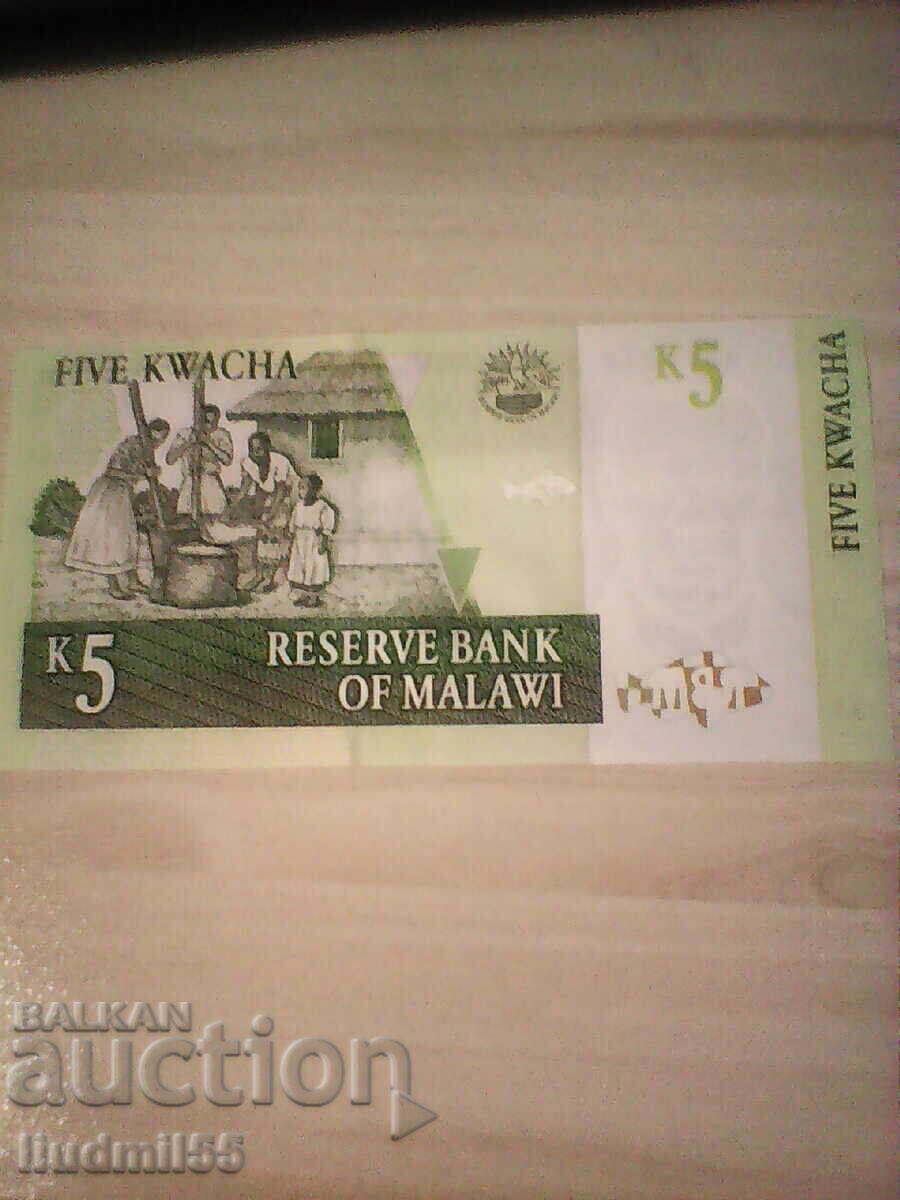 FIVE KWACHA
K5
FIVE KWACHA
K5
RESERVE BANK
OF MALAWI
BALKAN
auction
ljudmil55